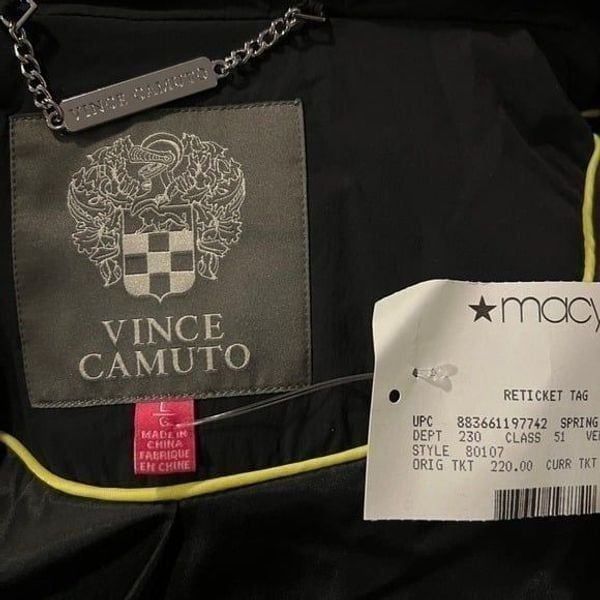 VINCE CAMUTO
VINCE
CAMUTO
L
G
MADE IN
CHINA
FABRIQUE
EN CHINE
★macy
RETICKET TAG
UPC 883661197742 SPRING
DEPT 230 CLASS 51 VE
STYLE 80107
ORIG TKT 220.00 CURR TKT